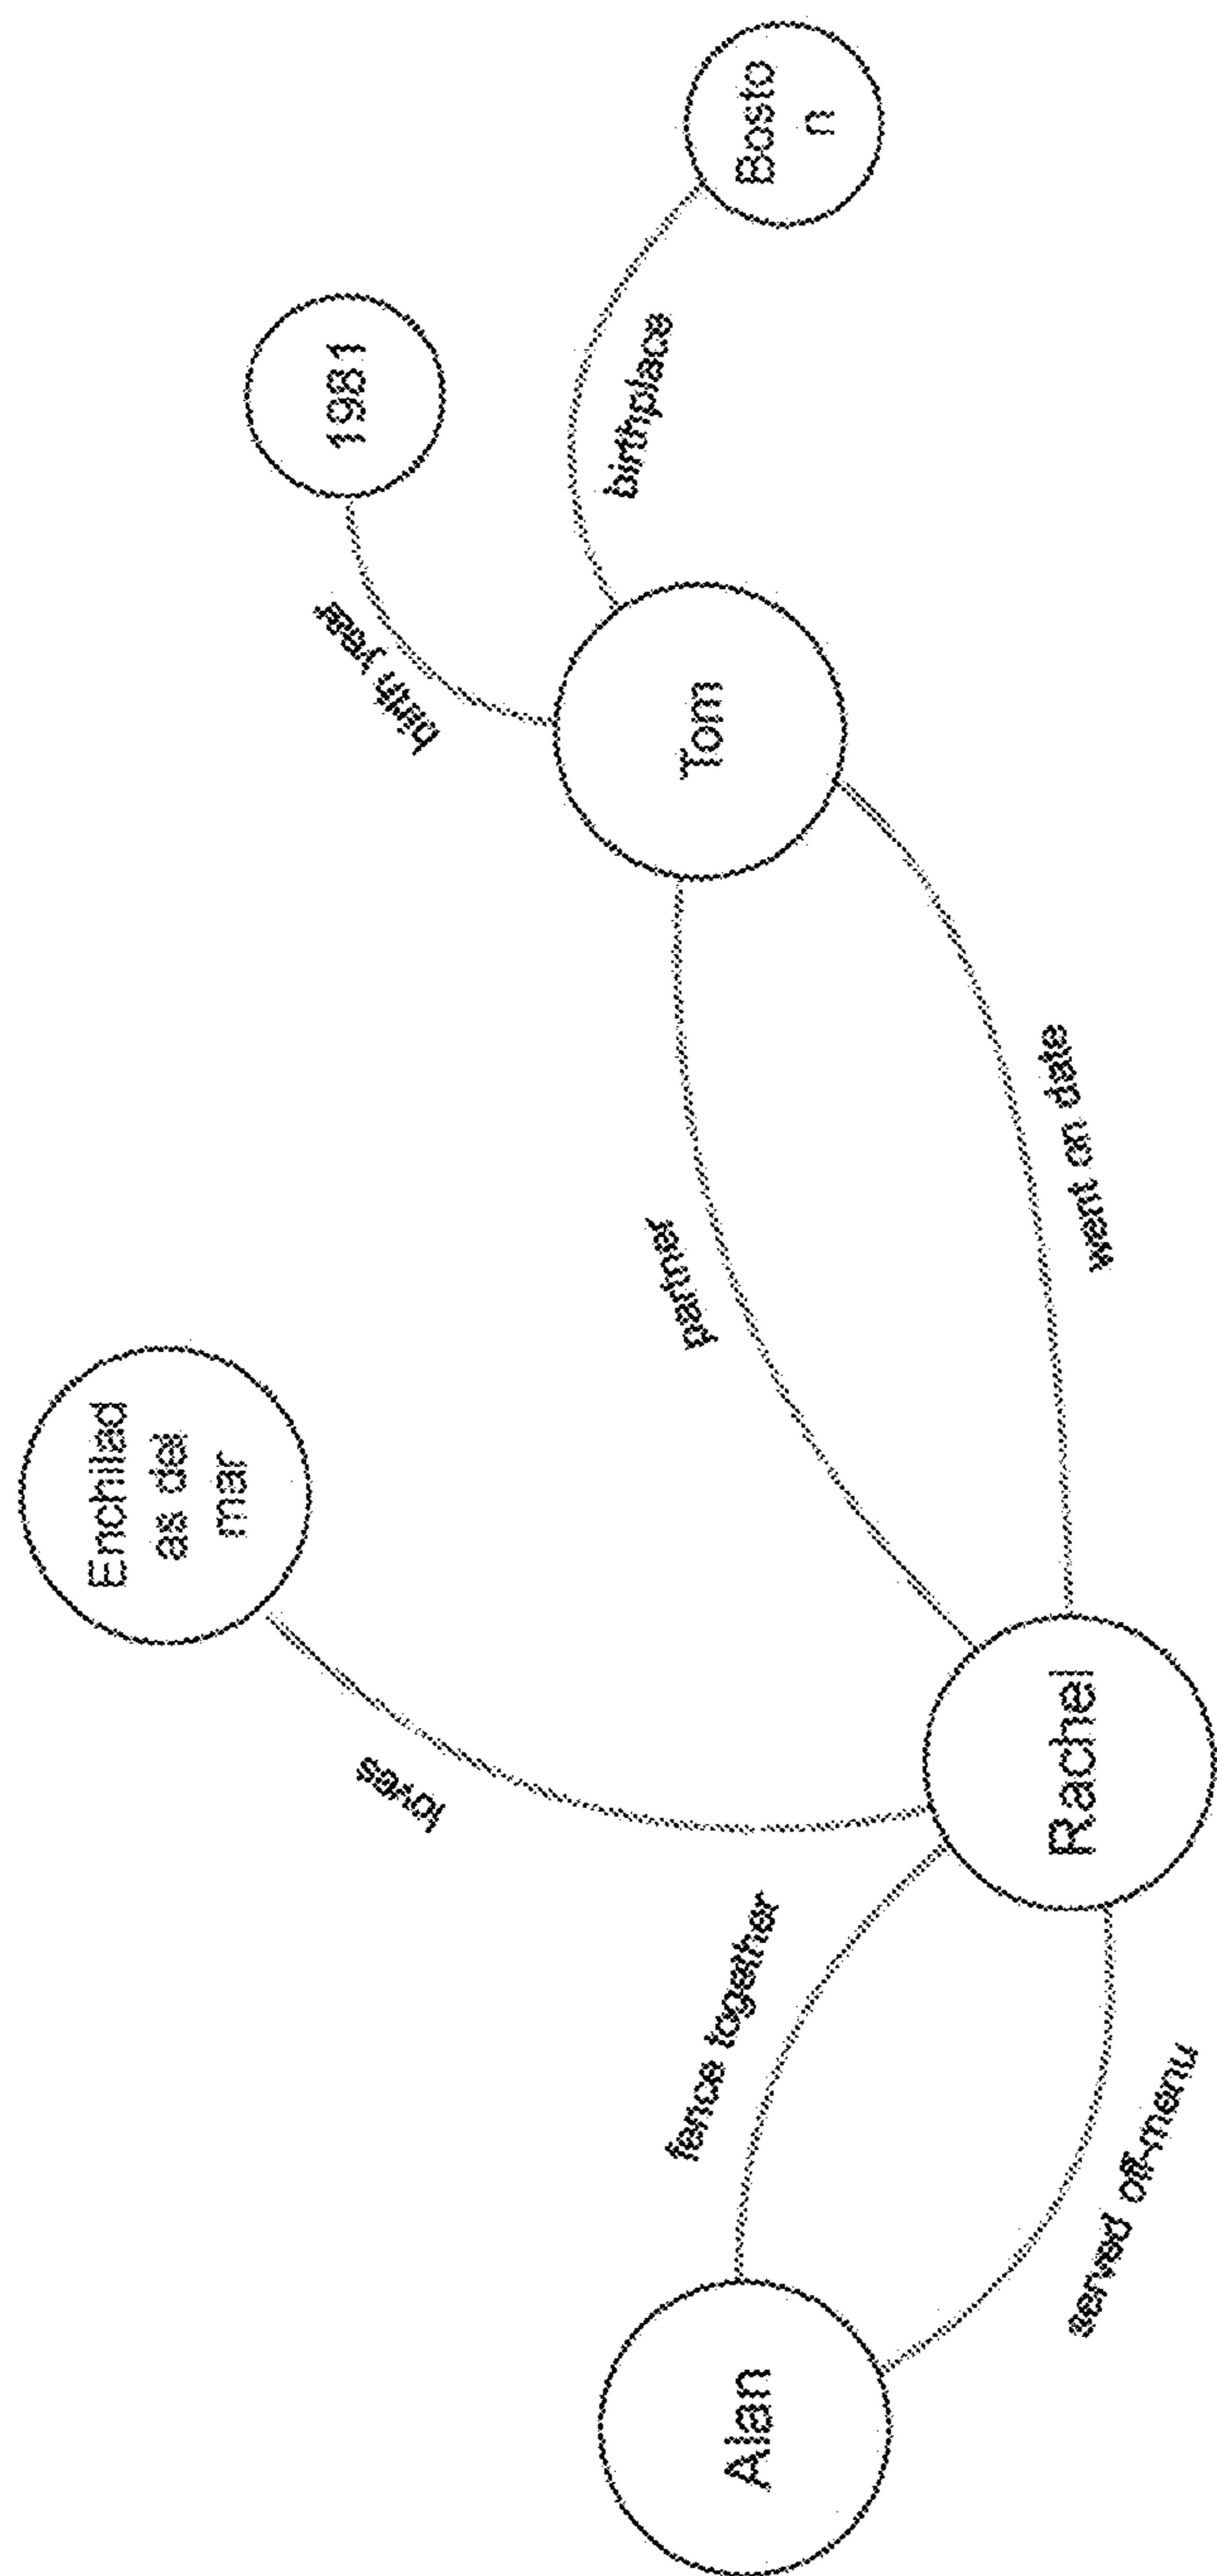 Enchilad
as del
mar
1981
Bosto
n
birth year
birthplace
loves
partner
Tom
fence together
went on date
Alan
Rachel
served off-menu